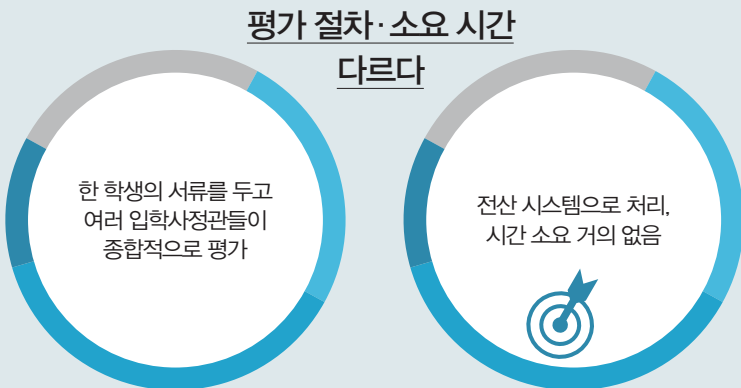 평가 절차·소요 시간
다르다
한 학생의 서류를 두고
여러 입학사정관들이
종합적으로 평가
전산 시스템으로 처리,
시간 소요 거의 없음